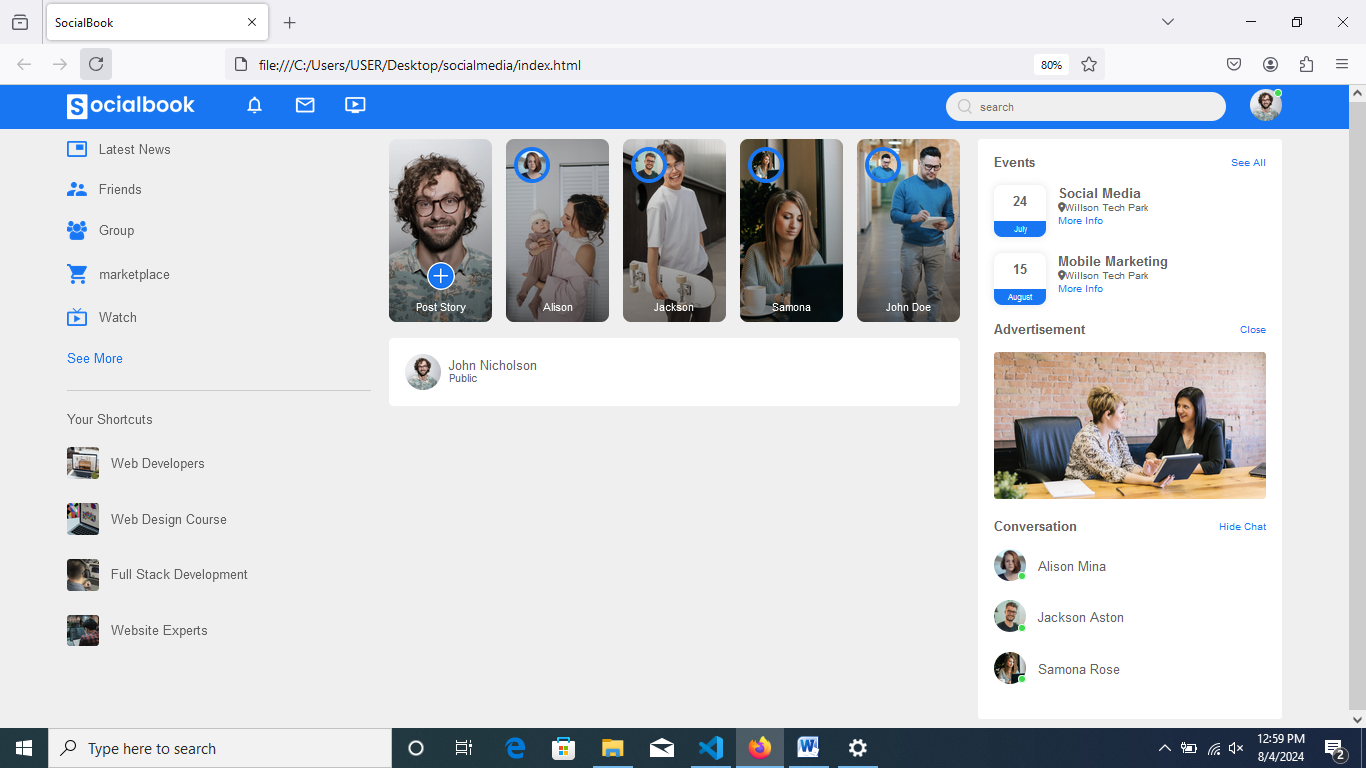 SocialBook
file:///C:/Users/USER/Desktop/socialmedia/index.html
80%
Socialbook
search
Latest News
Friends
Group
marketplace
Watch
See More
Your Shortcuts
Web Developers
Web Design Course
Full Stack Development
Website Experts
Post Story
Alison
Jackson
Samona
John Doe
John Nicholson
Public
Events
See All
24
July
Social Media
Willson Tech Park
More Info
15
August
Mobile Marketing
Willson Tech Park
More Info
Advertisement
Close
Conversation
Hide Chat
Alison Mina
Jackson Aston
Samona Rose
Type here to search
12:59 PM
8/4/2024
2